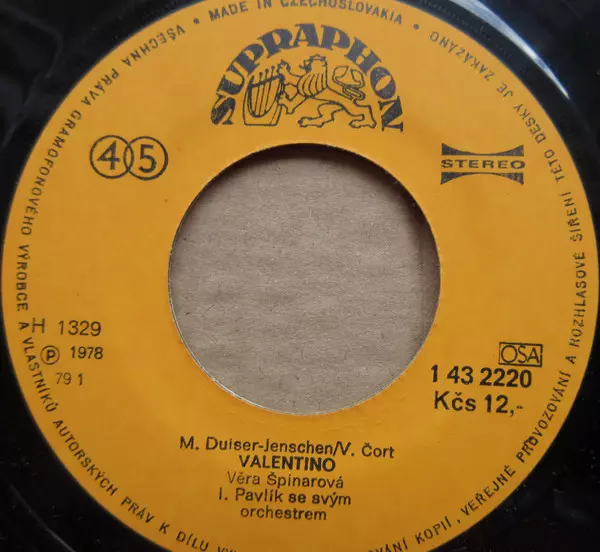 MADE IN CZECHOSLOVAKIA •
VŠECHNA PRÁVA GRAMOFONOVÉHO VÝROBCE A VLASTNÍKŮ AUTORSKÝCH PRÁV K DÍLU
KOPIÍ, VEŘEJNÉ PROVOZOVÁNÍ A ROZHLASOVÉ ŠÍŘENÍ TÉTO DESKY JE ZAKÁZÁNO
SUPRAPHON
45
STEREO
H 1329
℗ 1978
79 1
OSA
1 43 2220
Kčs 12,-
M. Duiser-Jenschen/V. Čort
VALENTINO
Věra Špinarová
I. Pavlík se svým
orchestrem